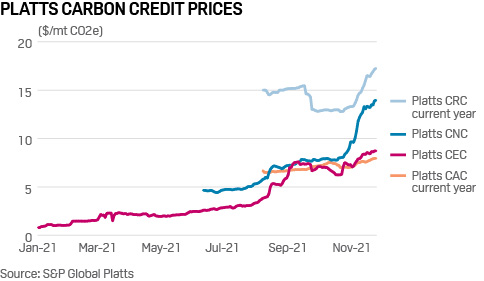 PLATTS CARBON CREDIT PRICES
($/mt CO2e)
20
15
10
5
0
Jan-21 Mar-21 May-21 Jul-21 Sep-21 Nov-21
Platts CRC
current year
Platts CNC
Platts CEC
Platts CAC
current year
Source: S&P Global Platts